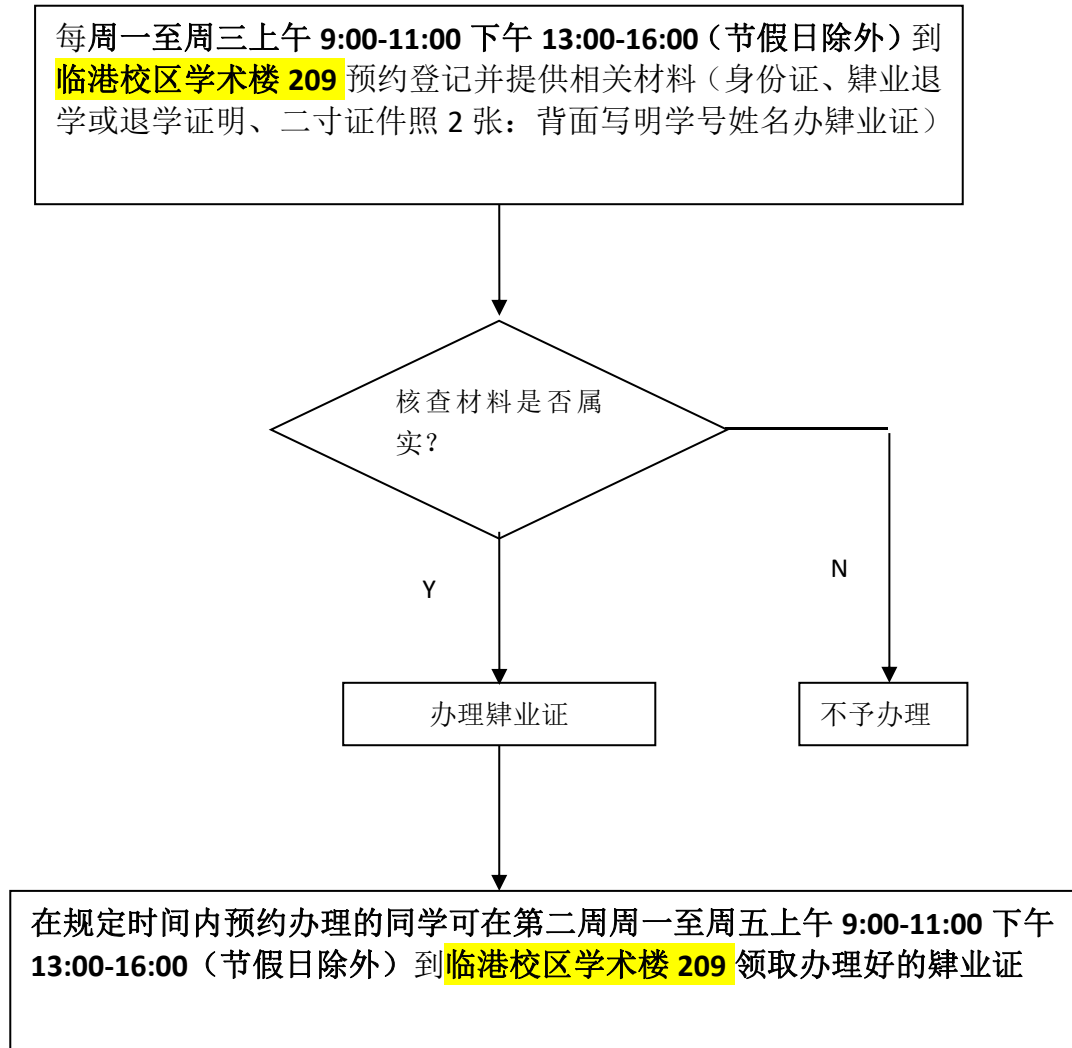 每周一至周三上午 9:00-11:00 下午 13:00-16:00（节假日除外）到
临港校区学术楼 209 预约登记并提供相关材料（身份证、肄业退
学或退学证明、二寸证件照 2 张：背面写明学号姓名办肄业证）
核查材料是否属
实？
Y
N
办理肄业证
不予办理
在规定时间内预约办理的同学可在第二周周一至周五上午 9:00-11:00 下午
13:00-16:00（节假日除外）到临港校区学术楼 209 领取办理好的肄业证